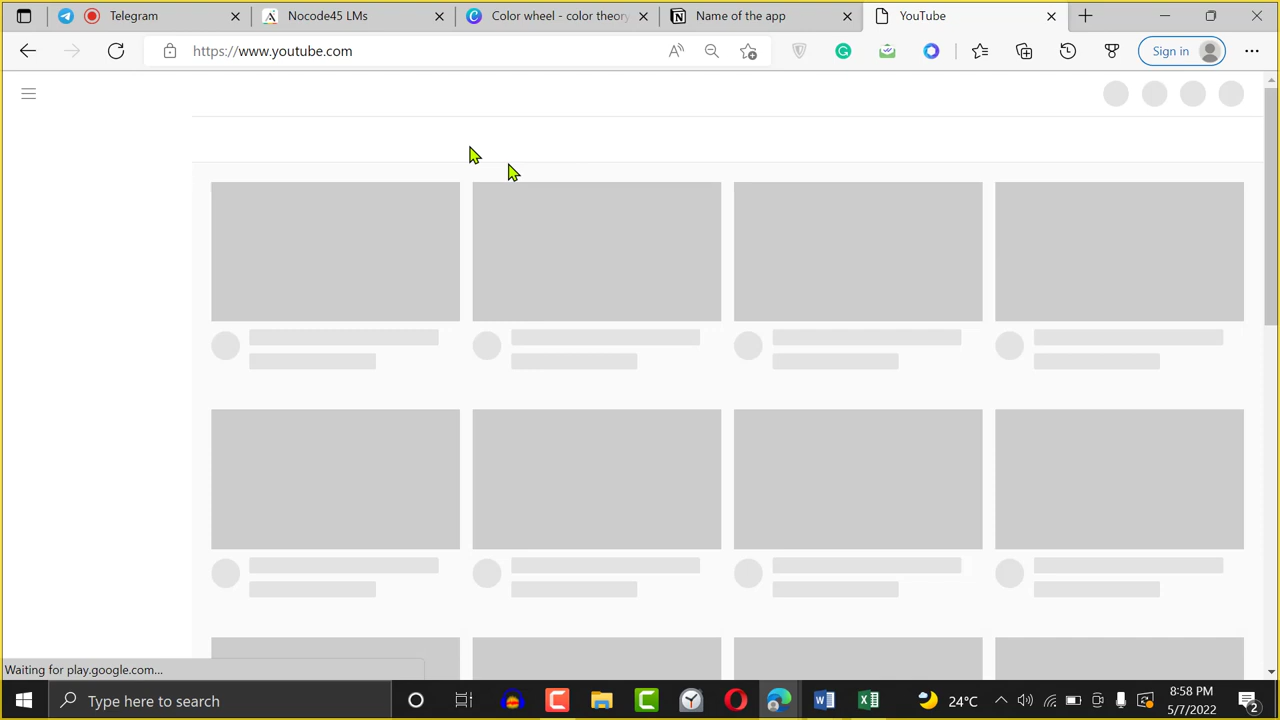 Telegram
Nocode45 LMs
Color wheel - color theory
Name of the app
YouTube
https://www.youtube.com
Sign in
Waiting for play.google.com...
Type here to search
24°C
8:58 PM
5/7/2022
2